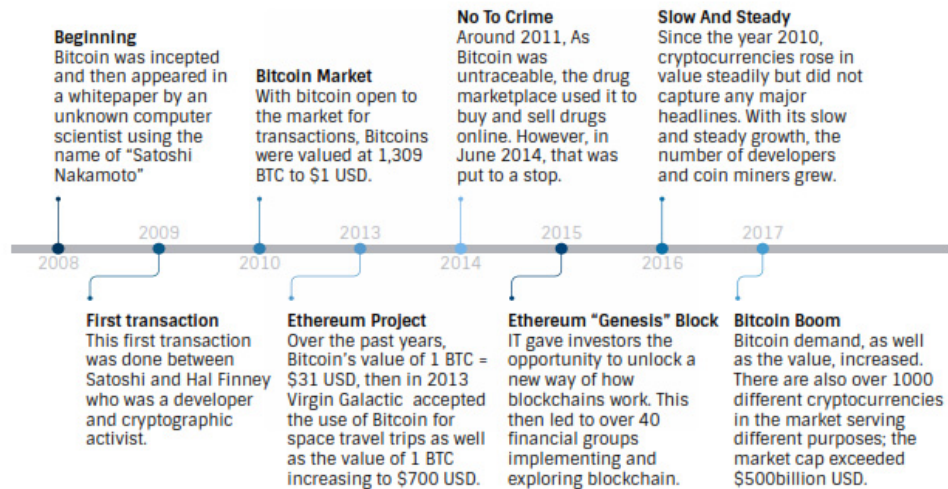 Beginning
Bitcoin was incepted
and then appeared in
a whitepaper by an
unknown computer
scientist using the
name of “Satoshi
Nakamoto”
Bitcoin Market
With bitcoin open to
the market for
transactions, Bitcoins
were valued at 1,309
BTC to $1 USD.
No To Crime
Around 2011, As
Bitcoin was
untraceable, the drug
marketplace used it to
buy and sell drugs
online. However, in
June 2014, that was
put to a stop.
Slow And Steady
Since the year 2010,
cryptocurrencies rose in
value steadily but did not
capture any major
headlines. With its slow
and steady growth, the
number of developers
and coin miners grew.
2009
2013
2015
2017
2008
2010
2014
2016
First transaction
This first transaction
was done between
Satoshi and Hal Finney
who was a developer
and cryptographic
activist.
Ethereum Project
Over the past years,
Bitcoin’s value of 1 BTC =
$31 USD, then in 2013
Virgin Galactic accepted
the use of Bitcoin for
space travel trips as well
as the value of 1 BTC
increasing to $700 USD.
Ethereum “Genesis” Block
IT gave investors the
opportunity to unlock a
new way of how
blockchains work. This
then led to over 40
financial groups
implementing and
exploring blockchain.
Bitcoin Boom
Bitcoin demand, as well
as the value, increased.
There are also over 1000
different cryptocurrencies
in the market serving
different purposes; the
market cap exceeded
$500billion USD.